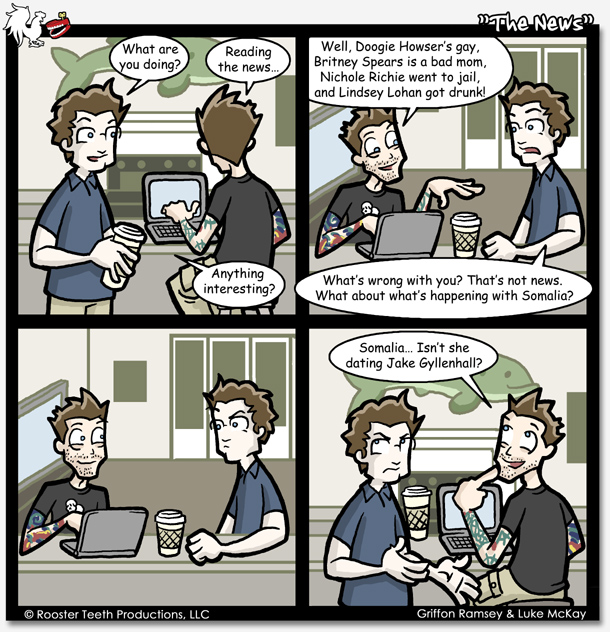 "The News"
What are
you doing?
Reading
the news...
Anything
interesting?
Well, Doogie Howser's gay,
Britney Spears is a bad mom,
Nichole Richie went to jail,
and Lindsey Lohan got drunk!
What's wrong with you? That's not news.
What about what's happening with Somalia?
Somalia... Isn't she
dating Jake Gyllenhall?
© Rooster Teeth Productions, LLC
Griffon Ramsey & Luke McKay